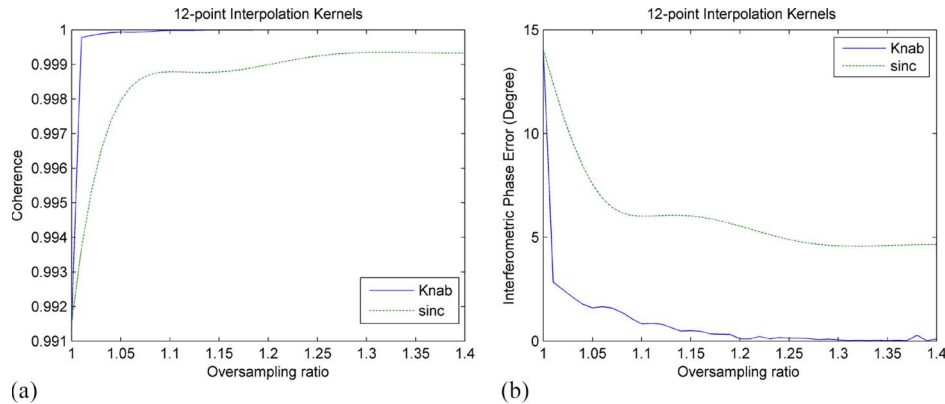 12-point Interpolation Kernels
Coherence
1
0.999
0.998
0.997
0.996
0.995
0.994
0.993
0.992
0.991
1 1.05 1.1 1.15 1.2 1.25 1.3 1.35 1.4
Oversampling ratio
Knab
sinc
(a)
12-point Interpolation Kernels
Interferometric Phase Error (Degree)
15
10
5
0
1 1.05 1.1 1.15 1.2 1.25 1.3 1.35 1.4
Oversampling ratio
Knab
sinc
(b)